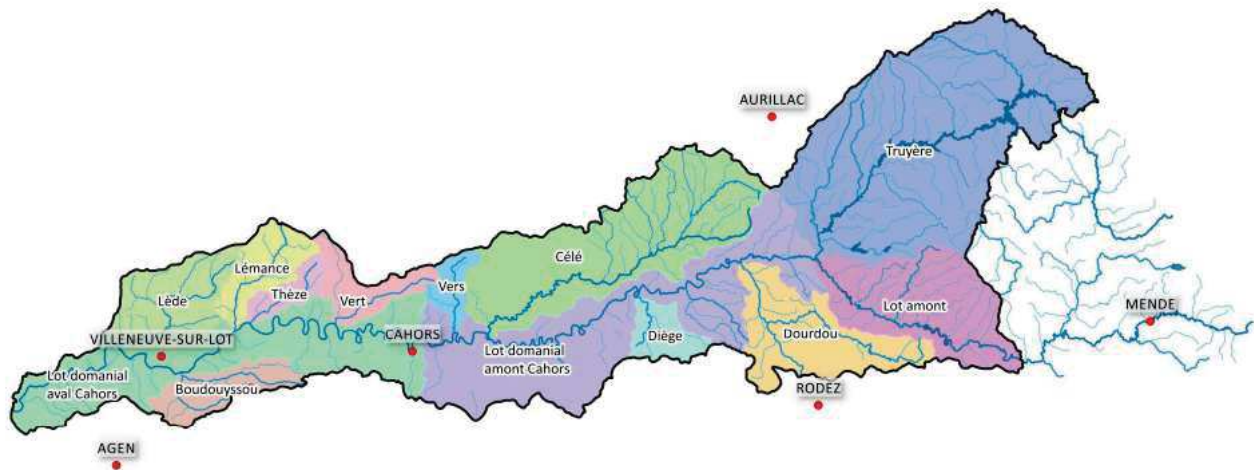 AURILLAC
Truyère
Célé
Lémance
Thèze
Lède
Vert
Vers
Lot amont
MENDE
VILLENEUVE-SUR-LOT
CAHORS
Diège
Dourdou
Lot domanial
amont Cahors
Lot domanial
aval Cahors
Boudouyssou
RODEZ
AGEN